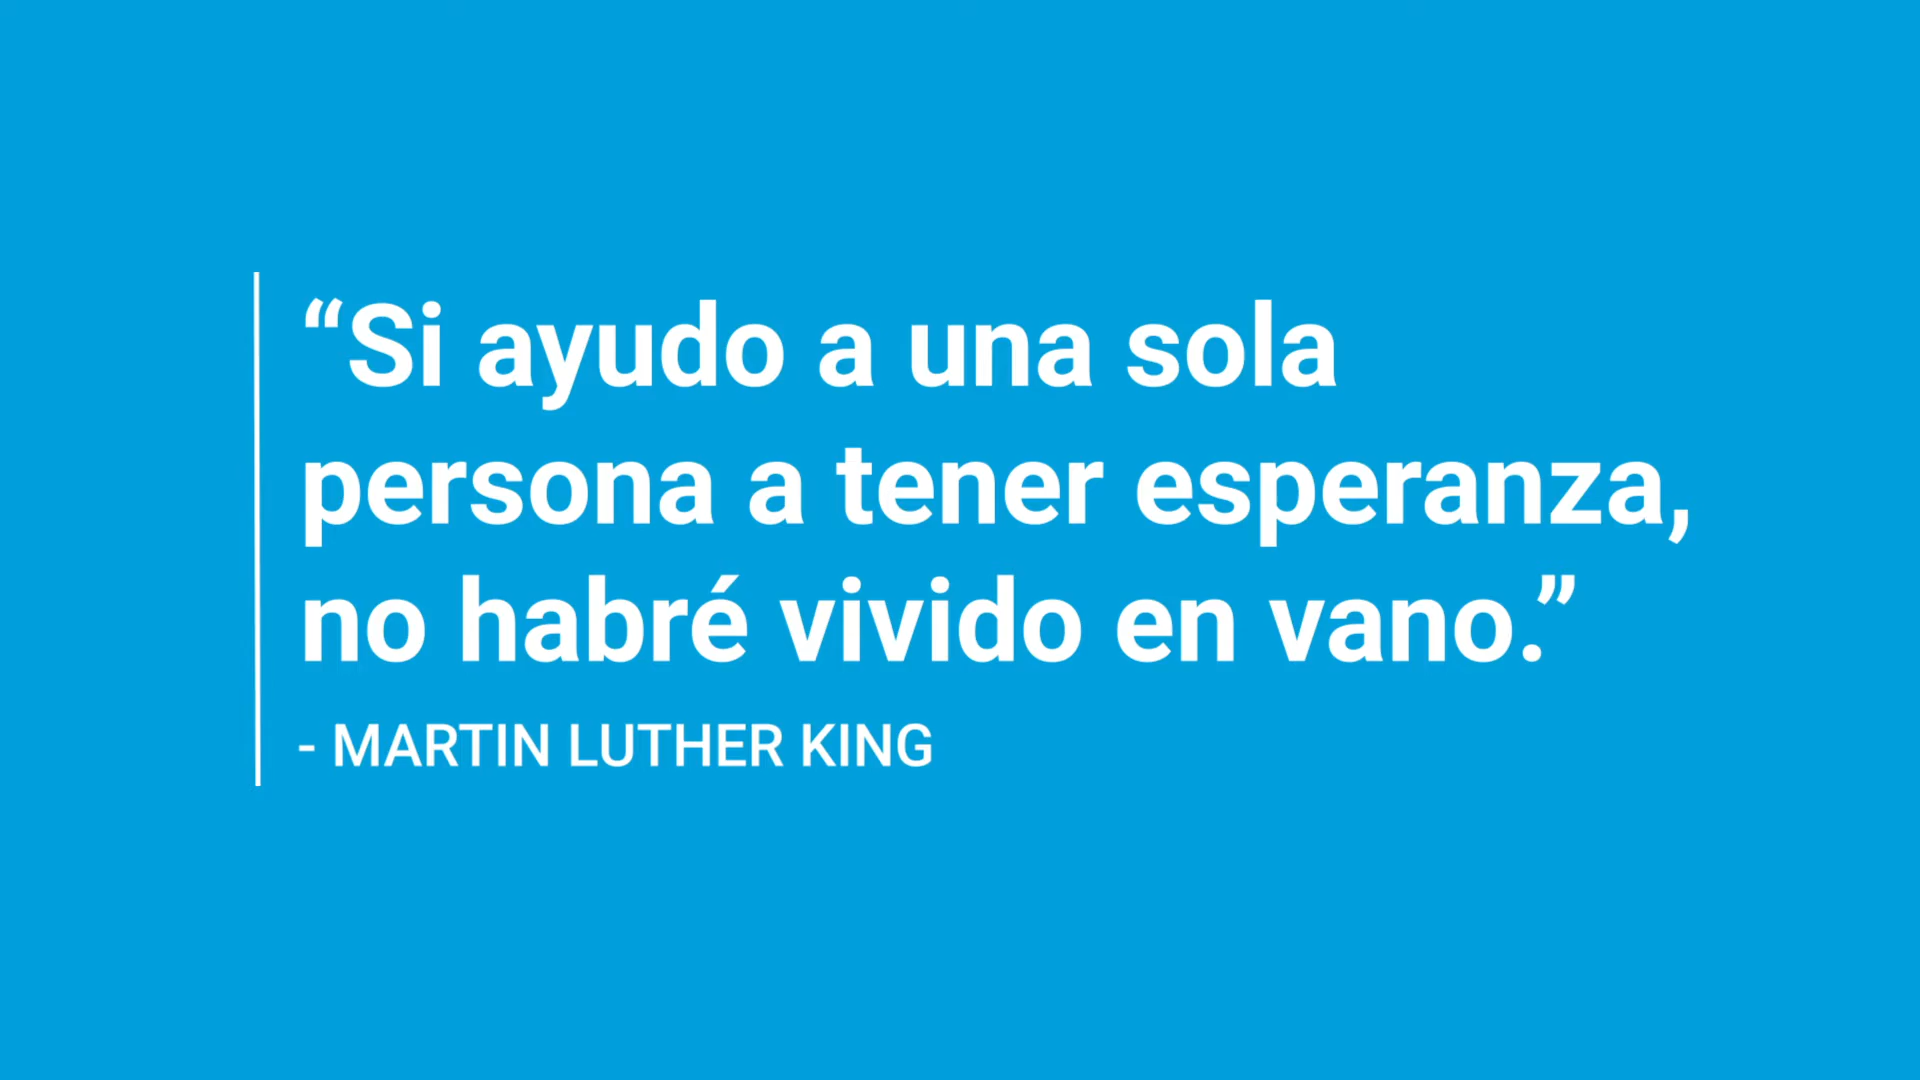 “Si ayudo a una sola
persona a tener esperanza,
no habré vivido en vano.”
- MARTIN LUTHER KING